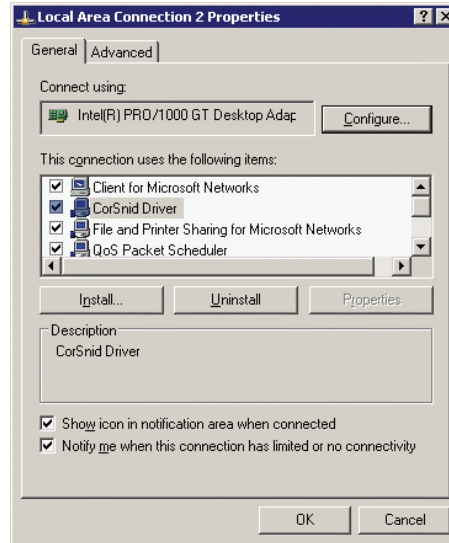 Local Area Connection 2 Properties
General
Advanced
Connect using:
Intel(R) PRO/1000 GT Desktop Adap
Configure...
This connection uses the following items:
Client for Microsoft Networks
CorSnid Driver
File and Printer Sharing for Microsoft Networks
QoS Packet Scheduler
Install...
Uninstall
Properties
Description
CorSnid Driver
Show icon in notification area when connected
Notify me when this connection has limited or no connectivity
OK
Cancel